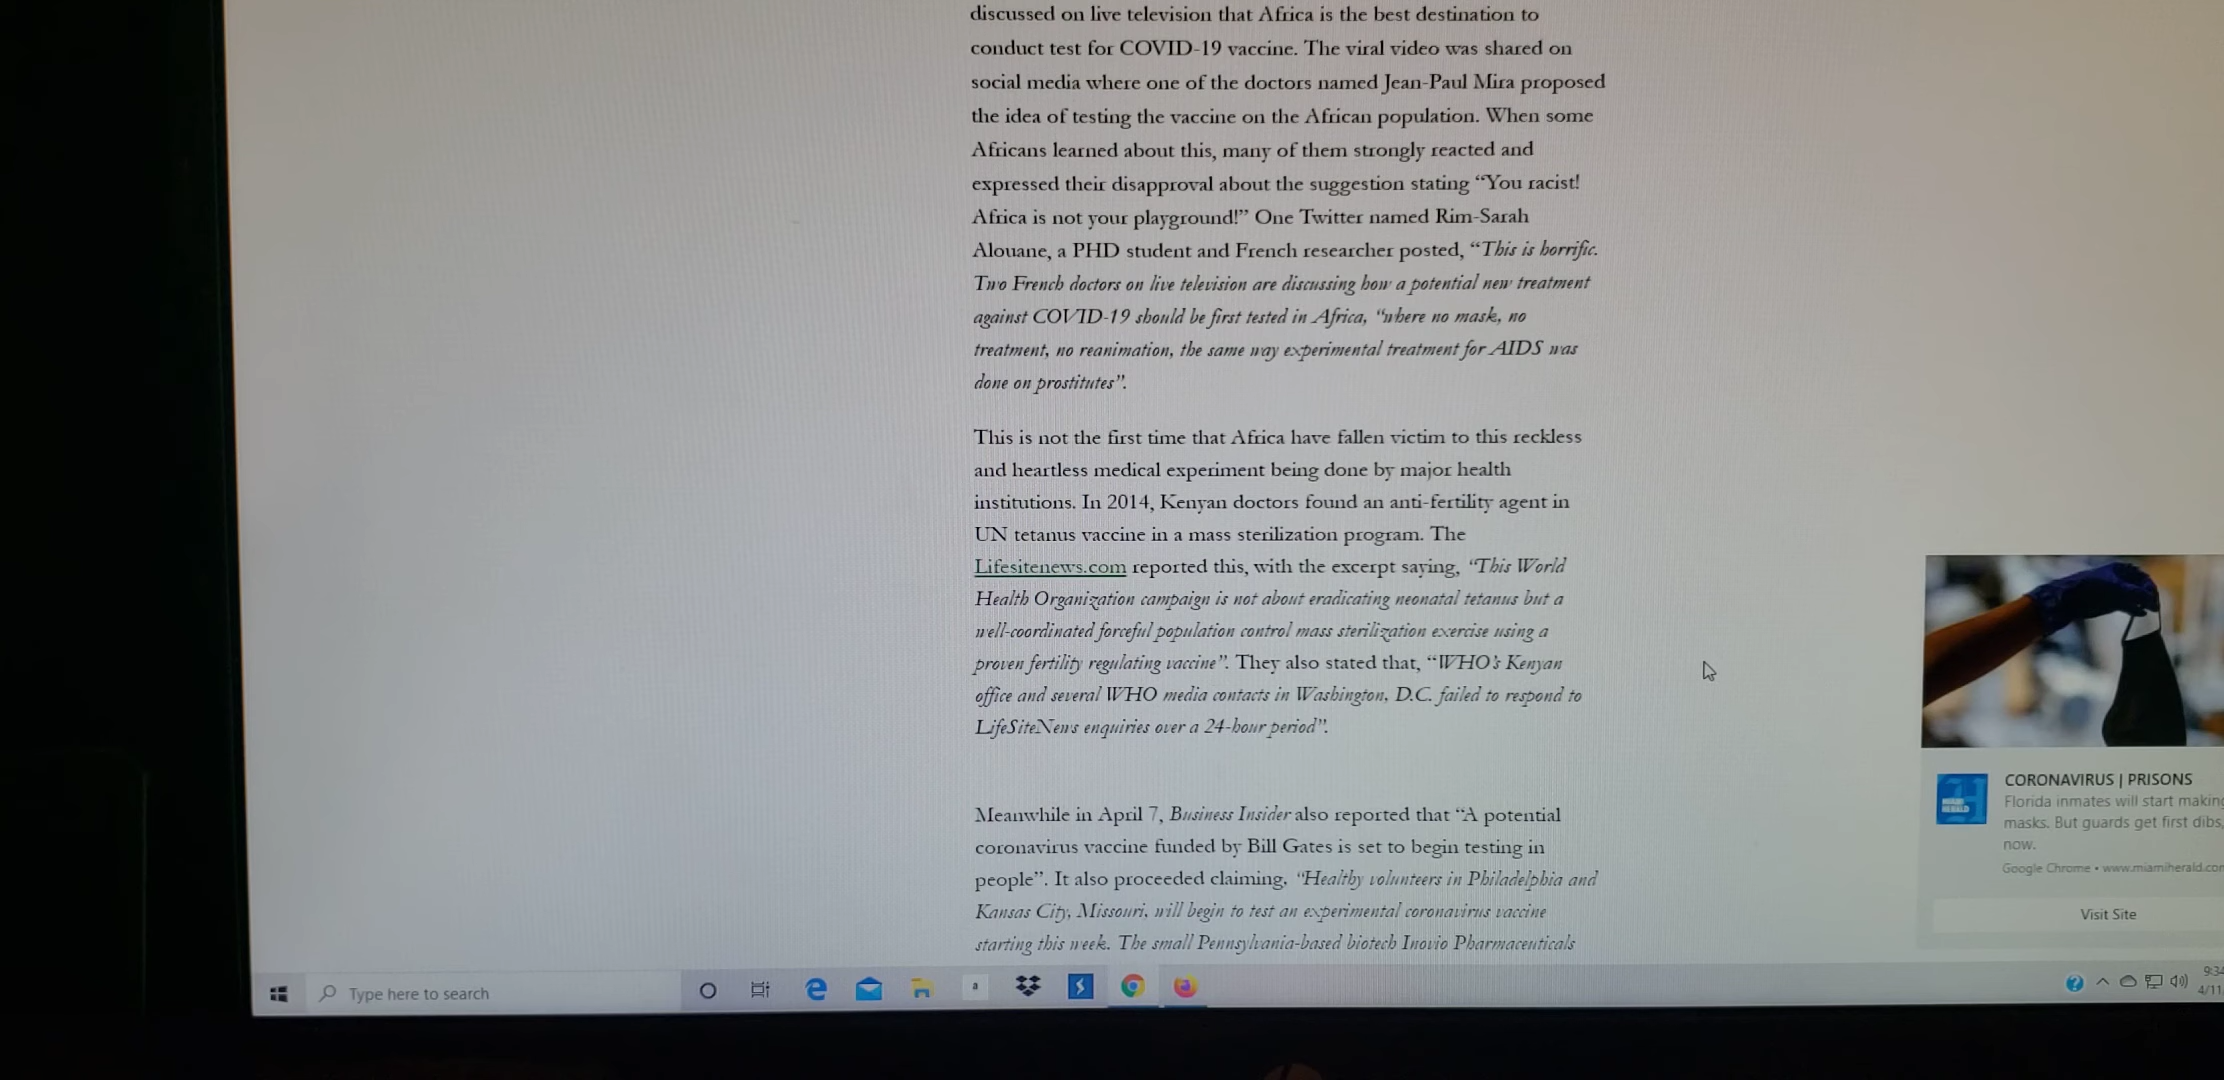 discussed on live television that Africa is the best destination to
conduct test for COVID-19 vaccine. The viral video was shared on
social media where one of the doctors named Jean-Paul Mira proposed
the idea of testing the vaccine on the African population. When some
Africans learned about this, many of them strongly reacted and
expressed their disapproval about the suggestion stating “You racist!
Africa is not your playground!” One Twitter named Rim-Sarah
Alouane, a PHD student and French researcher posted, “This is horrific.
Two French doctors on live television are discussing how a potential new treatment
against COVID-19 should be first tested in Africa, “where no mask, no
treatment, no reanimation, the same way experimental treatment for AIDS was
done on prostitutes”.
This is not the first time that Africa have fallen victim to this reckless
and heartless medical experiment being done by major health
institutions. In 2014, Kenyan doctors found an anti-fertility agent in
UN tetanus vaccine in a mass sterilization program. The
Lifesitenews.com reported this, with the excerpt saying, “This World
Health Organization campaign is not about eradicating neonatal tetanus but a
well-coordinated forceful population control mass sterilization exercise using a
proven fertility regulating vaccine”. They also stated that, “WHO’s Kenyan
office and several WHO media contacts in Washington, D.C. failed to respond to
LifeSiteNews enquiries over a 24-hour period”.
Meanwhile in April 7, Business Insider also reported that “A potential
coronavirus vaccine funded by Bill Gates is set to begin testing in
people”. It also proceeded claiming, “Healthy volunteers in Philadelphia and
Kansas City, Missouri, will begin to test an experimental coronavirus vaccine
starting this week. The small Pennsylvania-based biotech Inovio Pharmaceuticals
MIAMI HERALD
CORONAVIRUS | PRISONS
Florida inmates will start making
masks. But guards get first dibs,
now.
Google Chrome • www.miamiherald.com
Visit Site
Type here to search
a
9:34
4/11